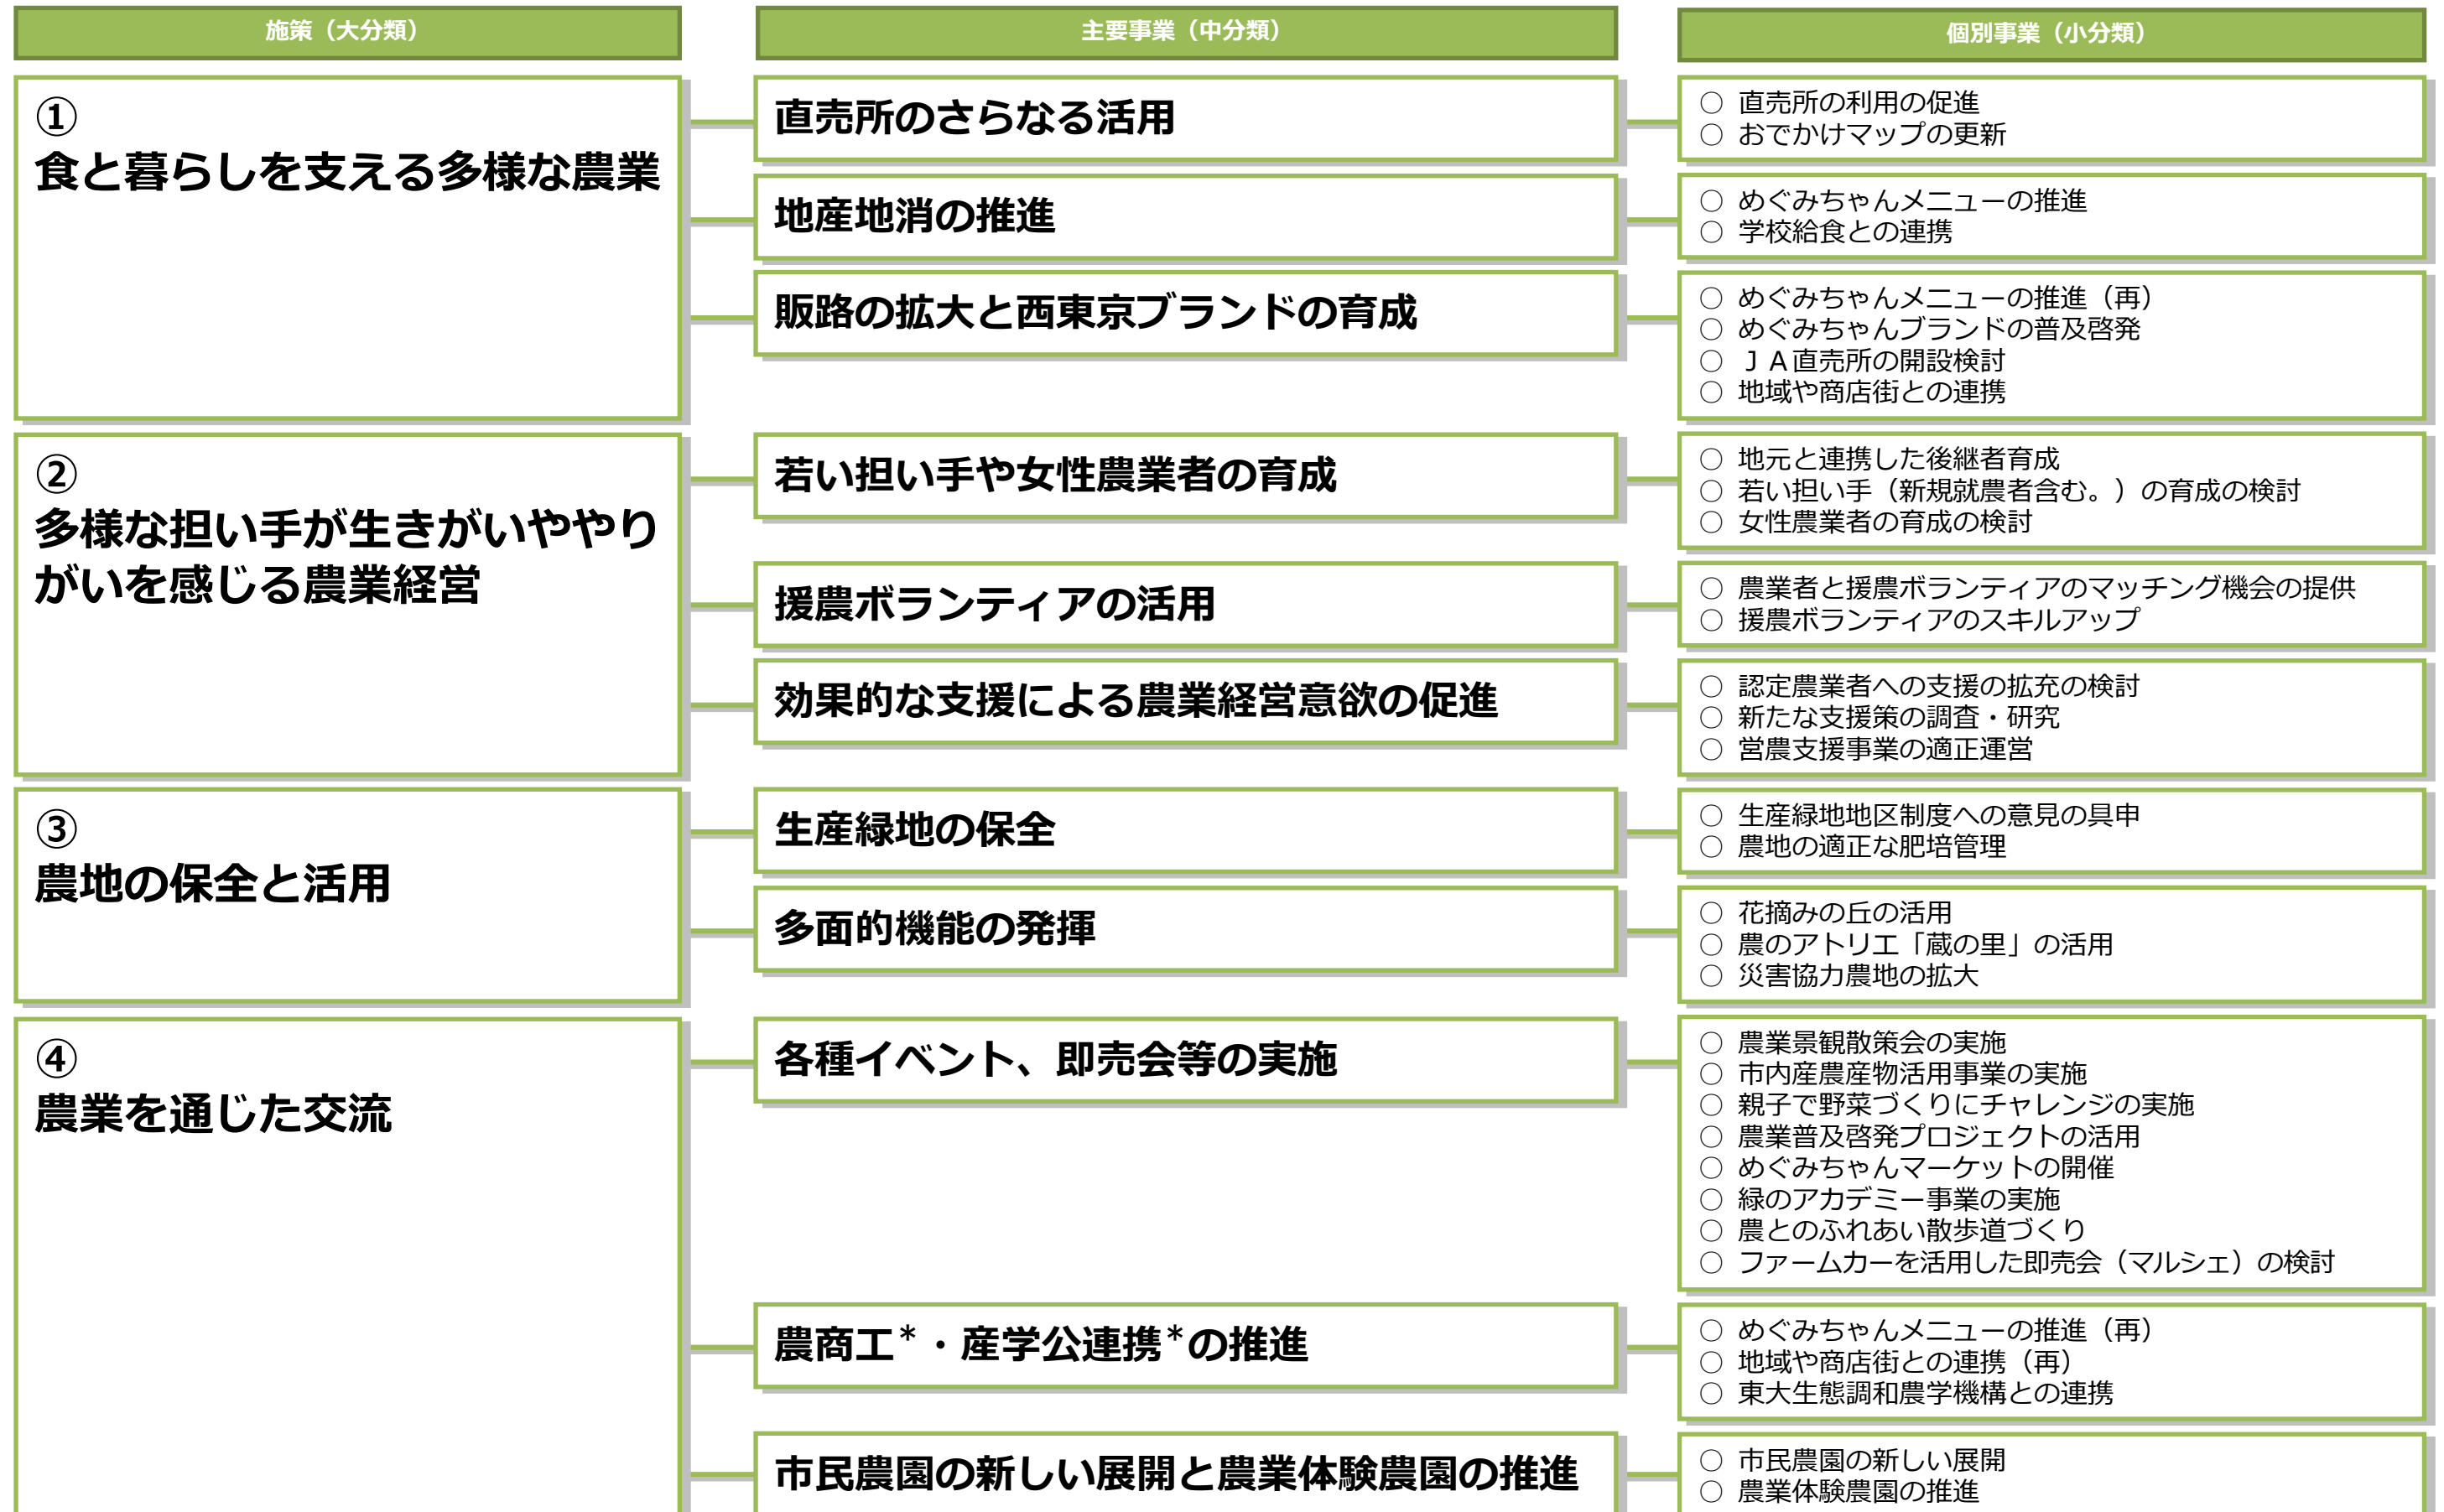 施策（大分類）
主要事業（中分類）
個別事業（小分類）
①
食と暮らしを支える多様な農業
直売所のさらなる活用
○ 直売所の利用の促進
○ おでかけマップの更新
地産地消の推進
○ めぐみちゃんメニューの推進
○ 学校給食との連携
販路の拡大と西東京ブランドの育成
○ めぐみちゃんメニューの推進（再）
○ めぐみちゃんブランドの普及啓発
○ ＪＡ直売所の開設検討
○ 地域や商店街との連携
②
多様な担い手が生きがいややり
がいを感じる農業経営
若い担い手や女性農業者の育成
○ 地元と連携した後継者育成
○ 若い担い手（新規就農者含む。）の育成の検討
○ 女性農業者の育成の検討
援農ボランティアの活用
○ 農業者と援農ボランティアのマッチング機会の提供
○ 援農ボランティアのスキルアップ
効果的な支援による農業経営意欲の促進
○ 認定農業者への支援の拡充の検討
○ 新たな支援策の調査・研究
○ 営農支援事業の適正運営
③
農地の保全と活用
生産緑地の保全
○ 生産緑地地区制度への意見の具申
○ 農地の適正な肥培管理
多面的機能の発揮
○ 花摘みの丘の活用
○ 農のアトリエ「蔵の里」の活用
○ 災害協力農地の拡大
④
農業を通じた交流
各種イベント、即売会等の実施
○ 農業景観散策会の実施
○ 市内産農産物活用事業の実施
○ 親子で野菜づくりにチャレンジの実施
○ 農業普及啓発プロジェクトの活用
○ めぐみちゃんマーケットの開催
○ 緑のアカデミー事業の実施
○ 農とのふれあい散歩道づくり
○ ファームカーを活用した即売会（マルシェ）の検討
農商工*・産学公連携*の推進
○ めぐみちゃんメニューの推進（再）
○ 地域や商店街との連携（再）
○ 東大生態調和農学機構との連携
市民農園の新しい展開と農業体験農園の推進
○ 市民農園の新しい展開
○ 農業体験農園の推進